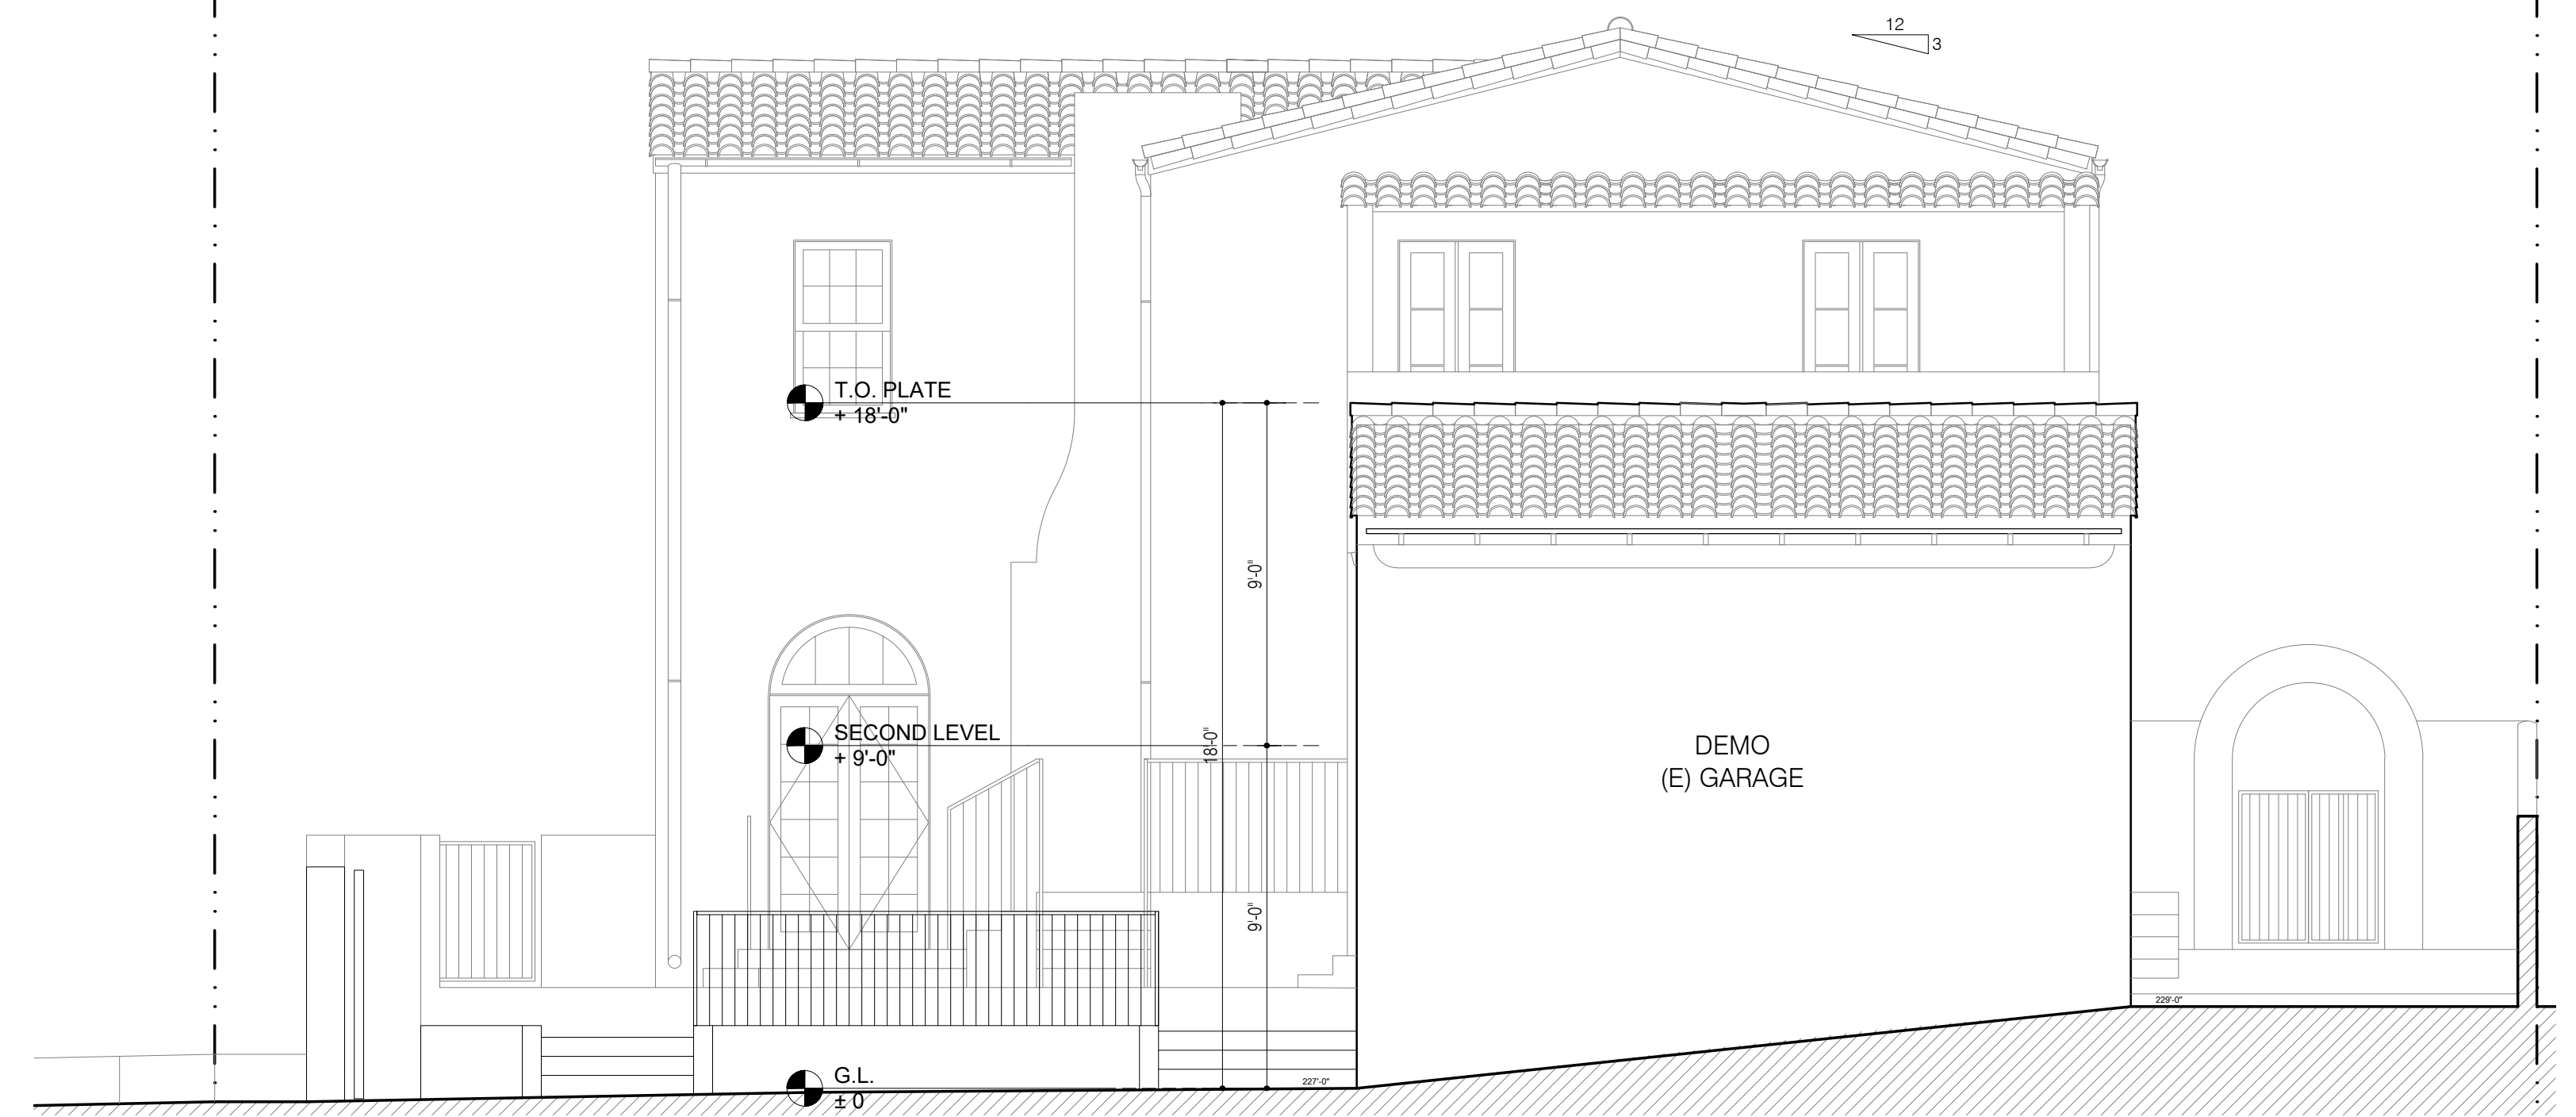 12
3
T.O. PLATE
+ 18'-0"
9'-0"
SECOND LEVEL
+ 9'-0"
18'-0"
DEMO
(E) GARAGE
9'-0"
229'-0"
G.L.
± 0
227'-0"